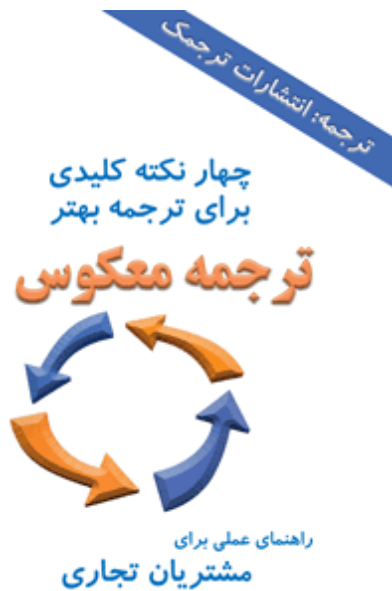 ترجمه: انتشارات ترجمک
چهار نکته کلیدی
برای ترجمه بهتر
ترجمه معکوس
راهنمای عملی برای
مشتریان تجاری